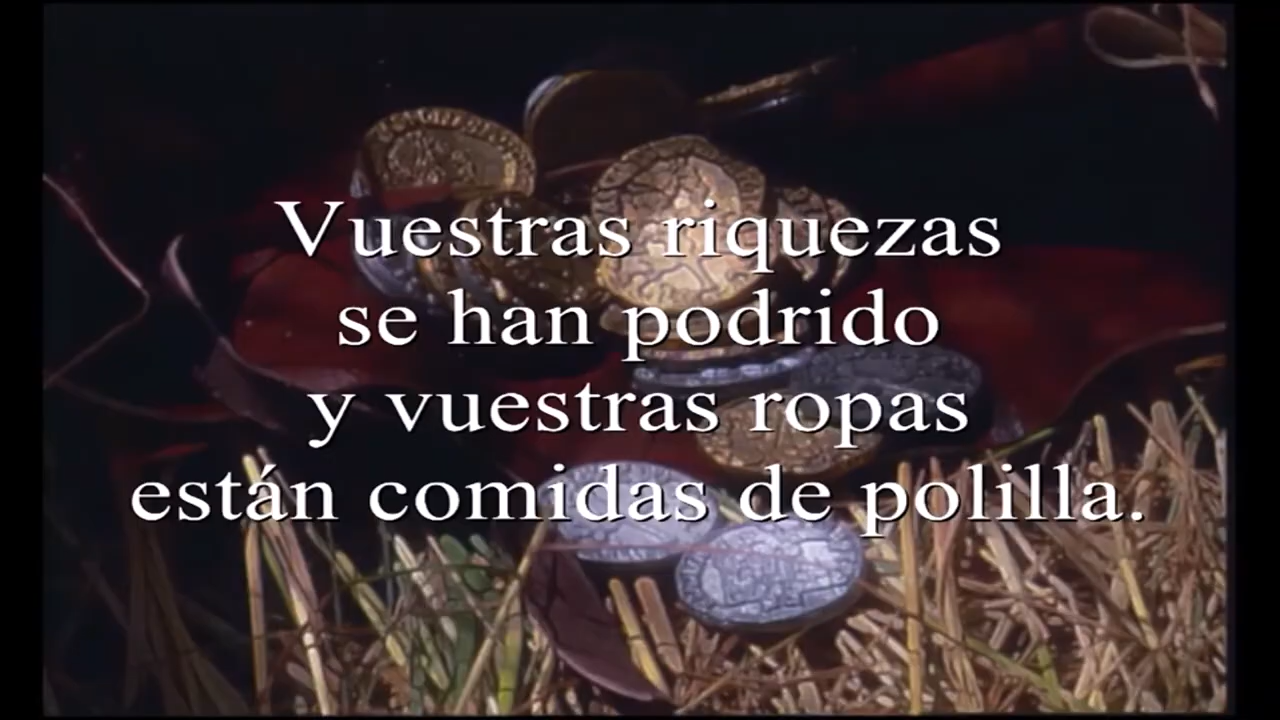 Vuestras riquezas
se han podrido
y vuestras ropas
están comidas de polilla.